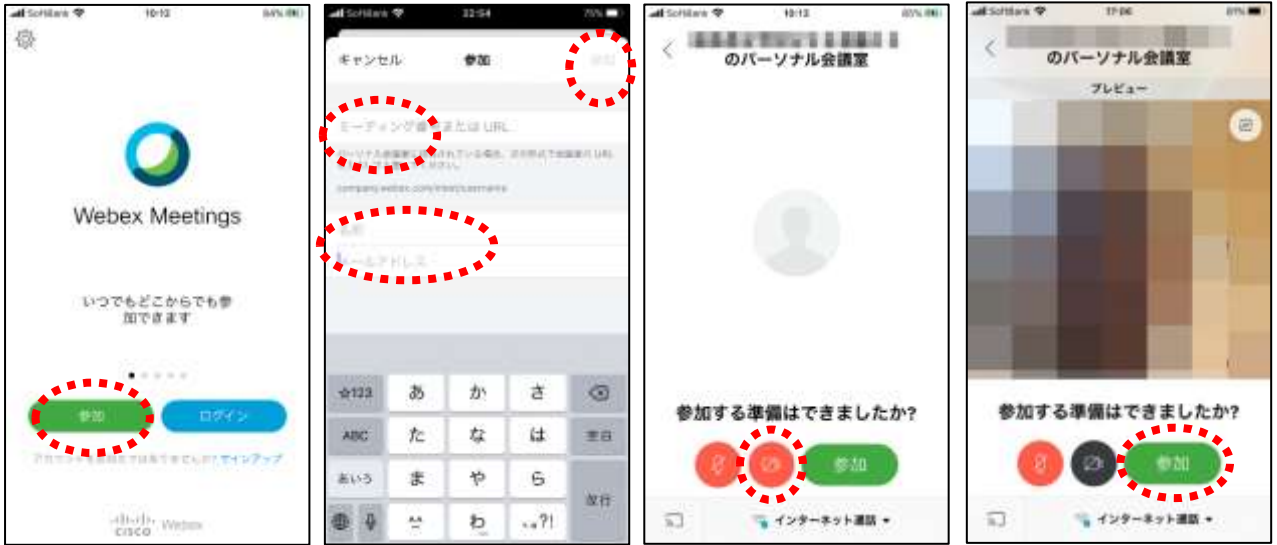 SoftBank 10:12 84%
Webex Meetings
いつでもどこからでも参
加できます
参加
ログイン
サインアップ
cisco Webex
SoftBank 22:54 75%
キャンセル 参加
ミーティング番号または URL
company.webex.com/meet/username
名前
メールアドレス
☆123 あ か さ
ABC た な は 空白
あいう ま や ら
改行
^^ わ 、。?!
SoftBank 10:13 85%
のパーソナル会議室
参加する準備はできましたか?
参加
インターネット通話
SoftBank 17:06 81%
のパーソナル会議室
プレビュー
参加する準備はできましたか?
参加
インターネット通話